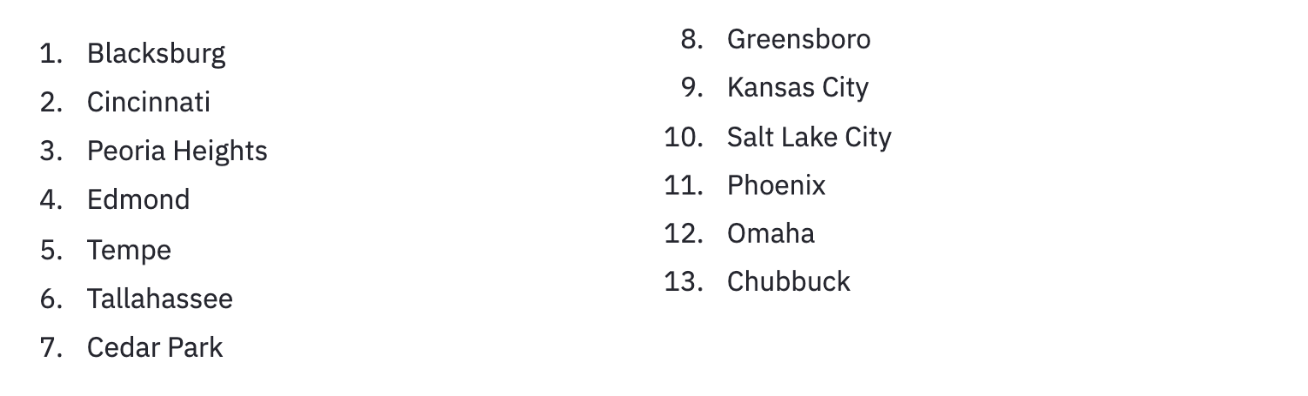 1. Blacksburg
2. Cincinnati
3. Peoria Heights
4. Edmond
5. Tempe
6. Tallahassee
7. Cedar Park
8. Greensboro
9. Kansas City
10. Salt Lake City
11. Phoenix
12. Omaha
13. Chubbuck